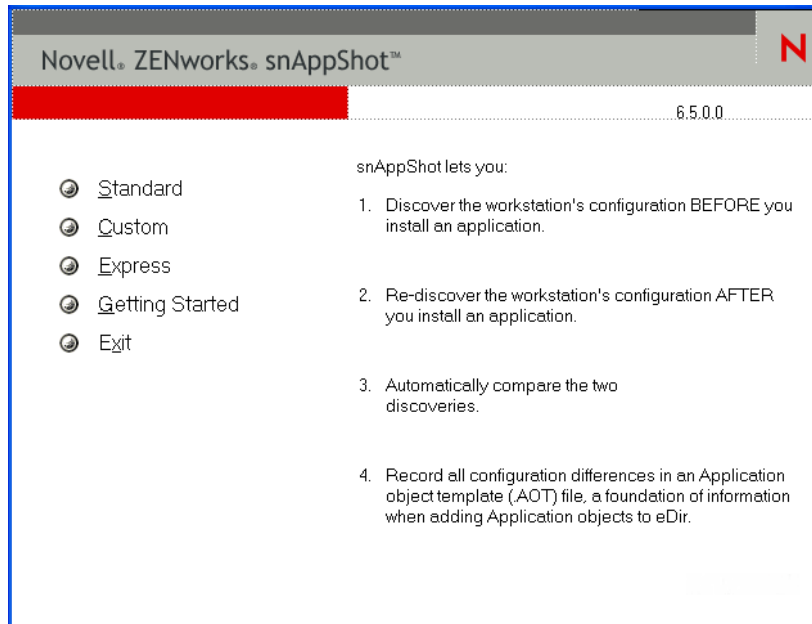 Novell® ZENworks® snAppShot™
N
6.5.0.0
Standard
Custom
Express
Getting Started
Exit
snAppShot lets you:
1. Discover the workstation's configuration BEFORE you
install an application.
2. Re-discover the workstation's configuration AFTER
you install an application.
3. Automatically compare the two
discoveries.
4. Record all configuration differences in an Application
object template (.AOT) file, a foundation of information
when adding Application objects to eDir.